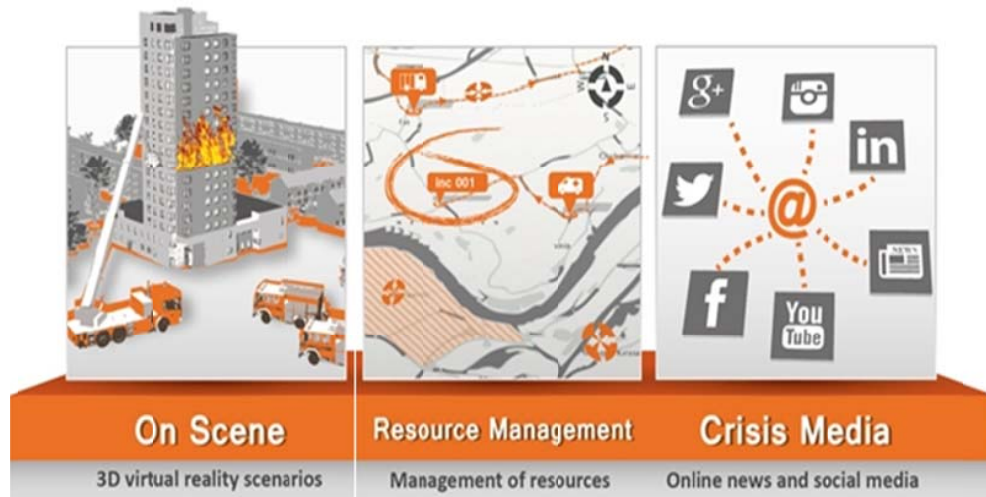 g+
in
inc 001
NEWS
f
You
Tube
@
N
E
S
W
On Scene
Resource Management
Crisis Media
3D virtual reality scenarios
Management of resources
Online news and social media